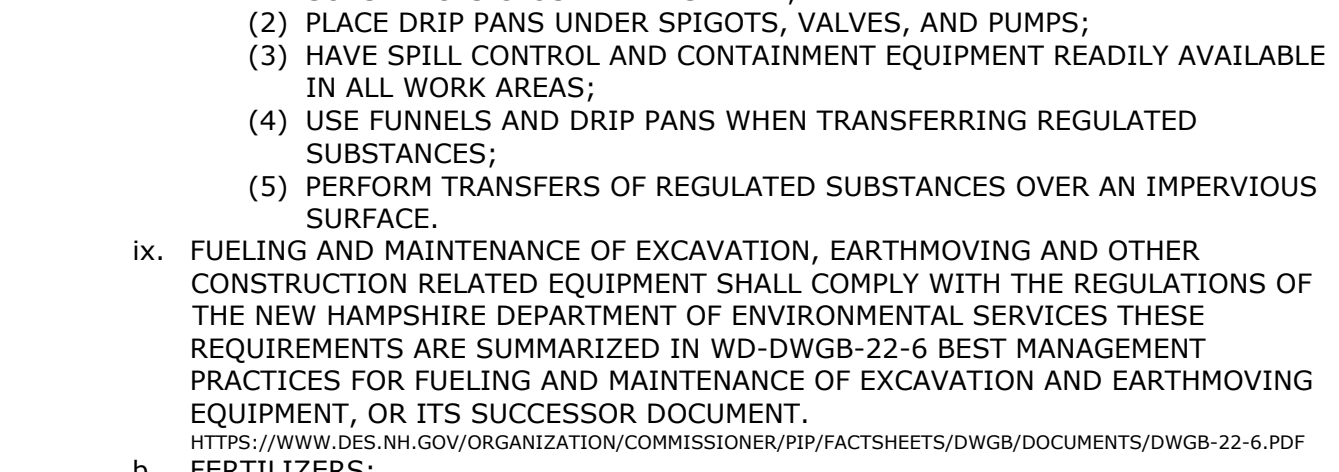 (2) PLACE DRIP PANS UNDER SPIGOTS, VALVES, AND PUMPS;
(3) HAVE SPILL CONTROL AND CONTAINMENT EQUIPMENT READILY AVAILABLE
IN ALL WORK AREAS;
(4) USE FUNNELS AND DRIP PANS WHEN TRANSFERRING REGULATED
SUBSTANCES;
(5) PERFORM TRANSFERS OF REGULATED SUBSTANCES OVER AN IMPERVIOUS
SURFACE.
ix. FUELING AND MAINTENANCE OF EXCAVATION, EARTHMOVING AND OTHER
CONSTRUCTION RELATED EQUIPMENT SHALL COMPLY WITH THE REGULATIONS OF
THE NEW HAMPSHIRE DEPARTMENT OF ENVIRONMENTAL SERVICES THESE
REQUIREMENTS ARE SUMMARIZED IN WD-DWGB-22-6 BEST MANAGEMENT
PRACTICES FOR FUELING AND MAINTENANCE OF EXCAVATION AND EARTHMOVING
EQUIPMENT, OR ITS SUCCESSOR DOCUMENT.
HTTPS://WWW.DES.NH.GOV/ORGANIZATION/COMMISSIONER/PIP/FACTSHEETS/DWGB/DOCUMENTS/DWGB-22-6.PDF
b. FERTILIZERS: